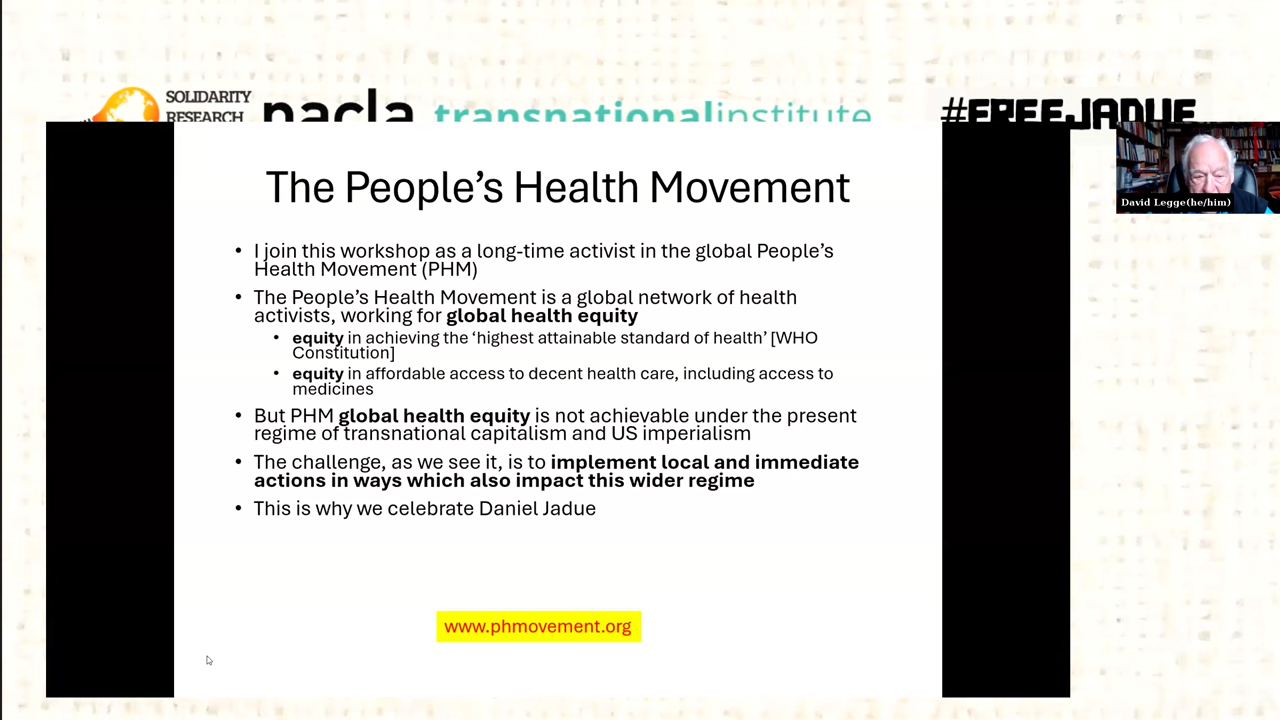 SOLIDARITY
RESEARCH
nacla
transnationalinstitute
#FREEJADUE
David Legge(he/him)
The People's Health Movement
• I join this workshop as a long-time activist in the global People's
Health Movement (PHM)
• The People's Health Movement is a global network of health
activists, working for global health equity
• equity in achieving the 'highest attainable standard of health' [WHO
Constitution]
• equity in affordable access to decent health care, including access to
medicines
• But PHM global health equity is not achievable under the present
regime of transnational capitalism and US imperialism
• The challenge, as we see it, is to implement local and immediate
actions in ways which also impact this wider regime
• This is why we celebrate Daniel Jadue
www.phmovement.org